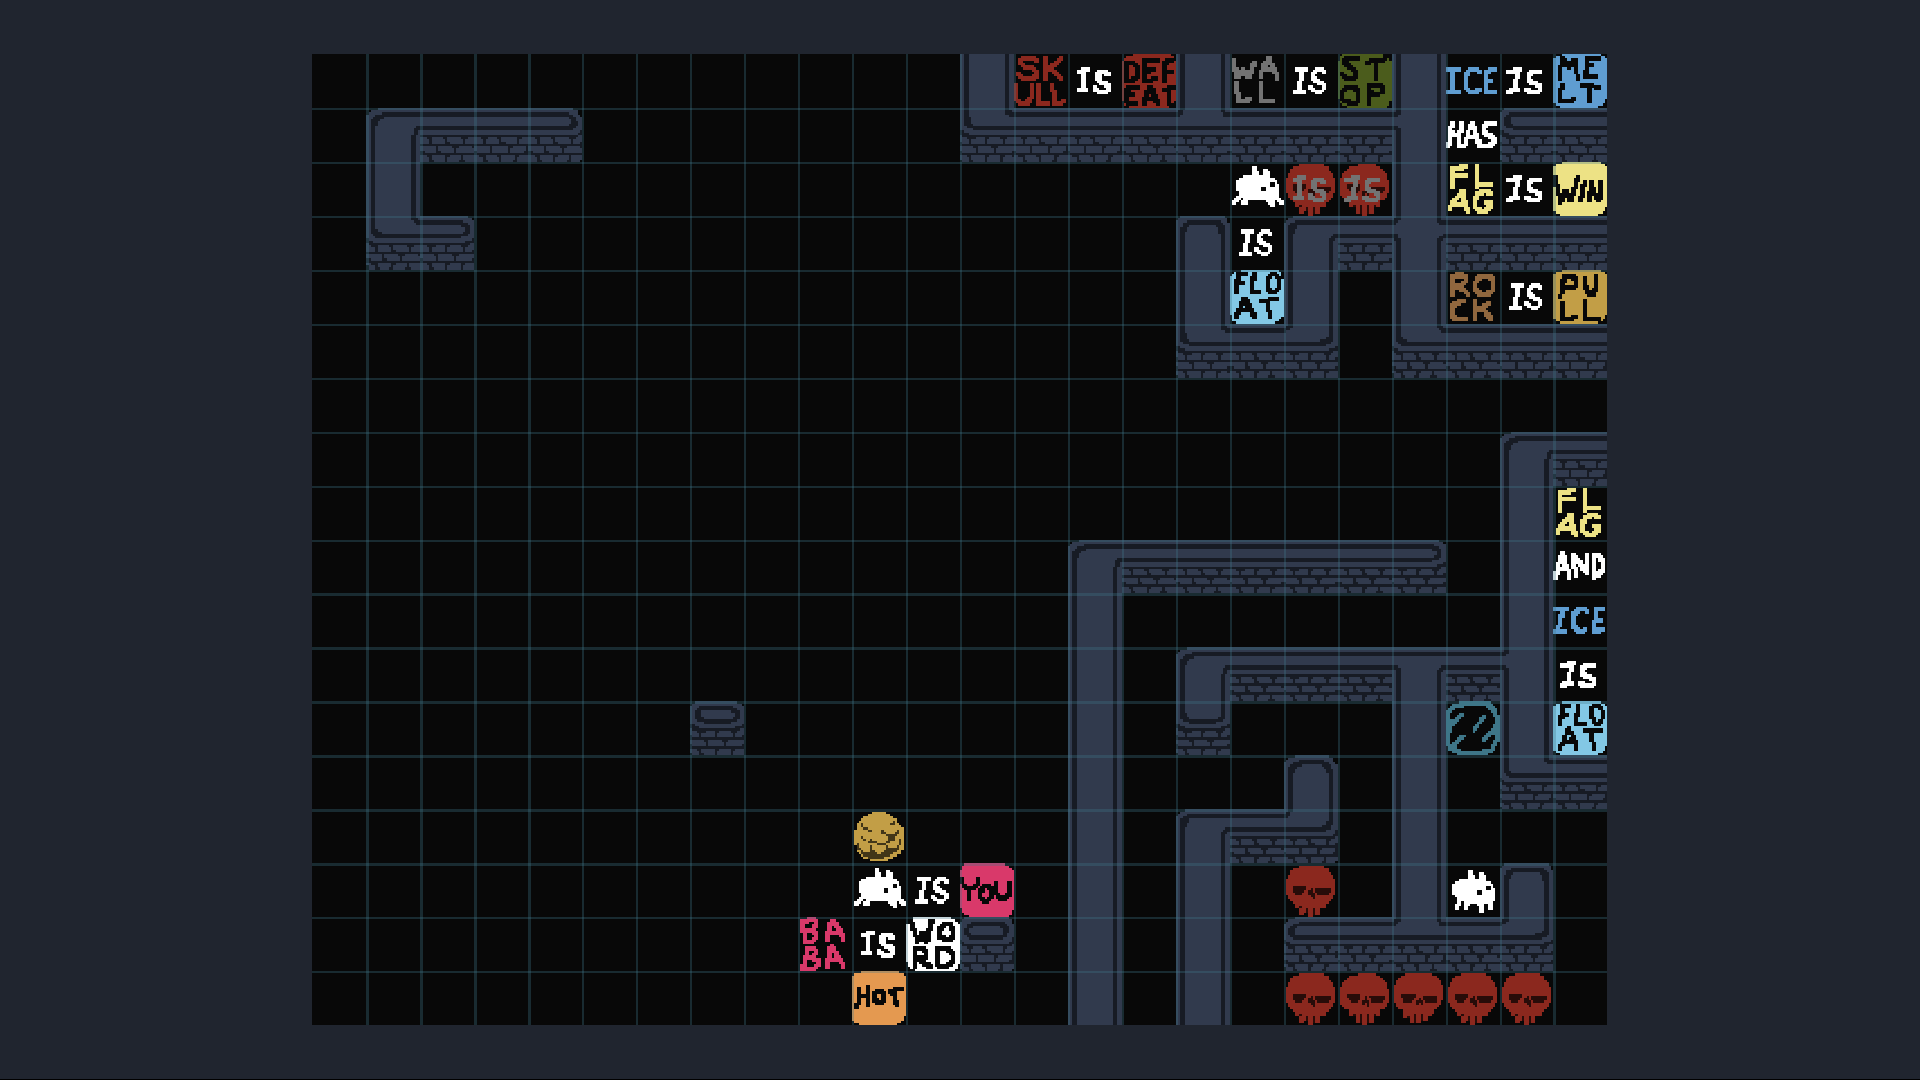 SKULL IS DEFEAT WALL IS STOP ICE IS MELT
HAS
IS IS FLAG IS WIN
IS
FLOAT ROCK IS PULL
FLAG
AND
ICE
IS
FLOAT
IS YOU
BABA IS WORD
HOT